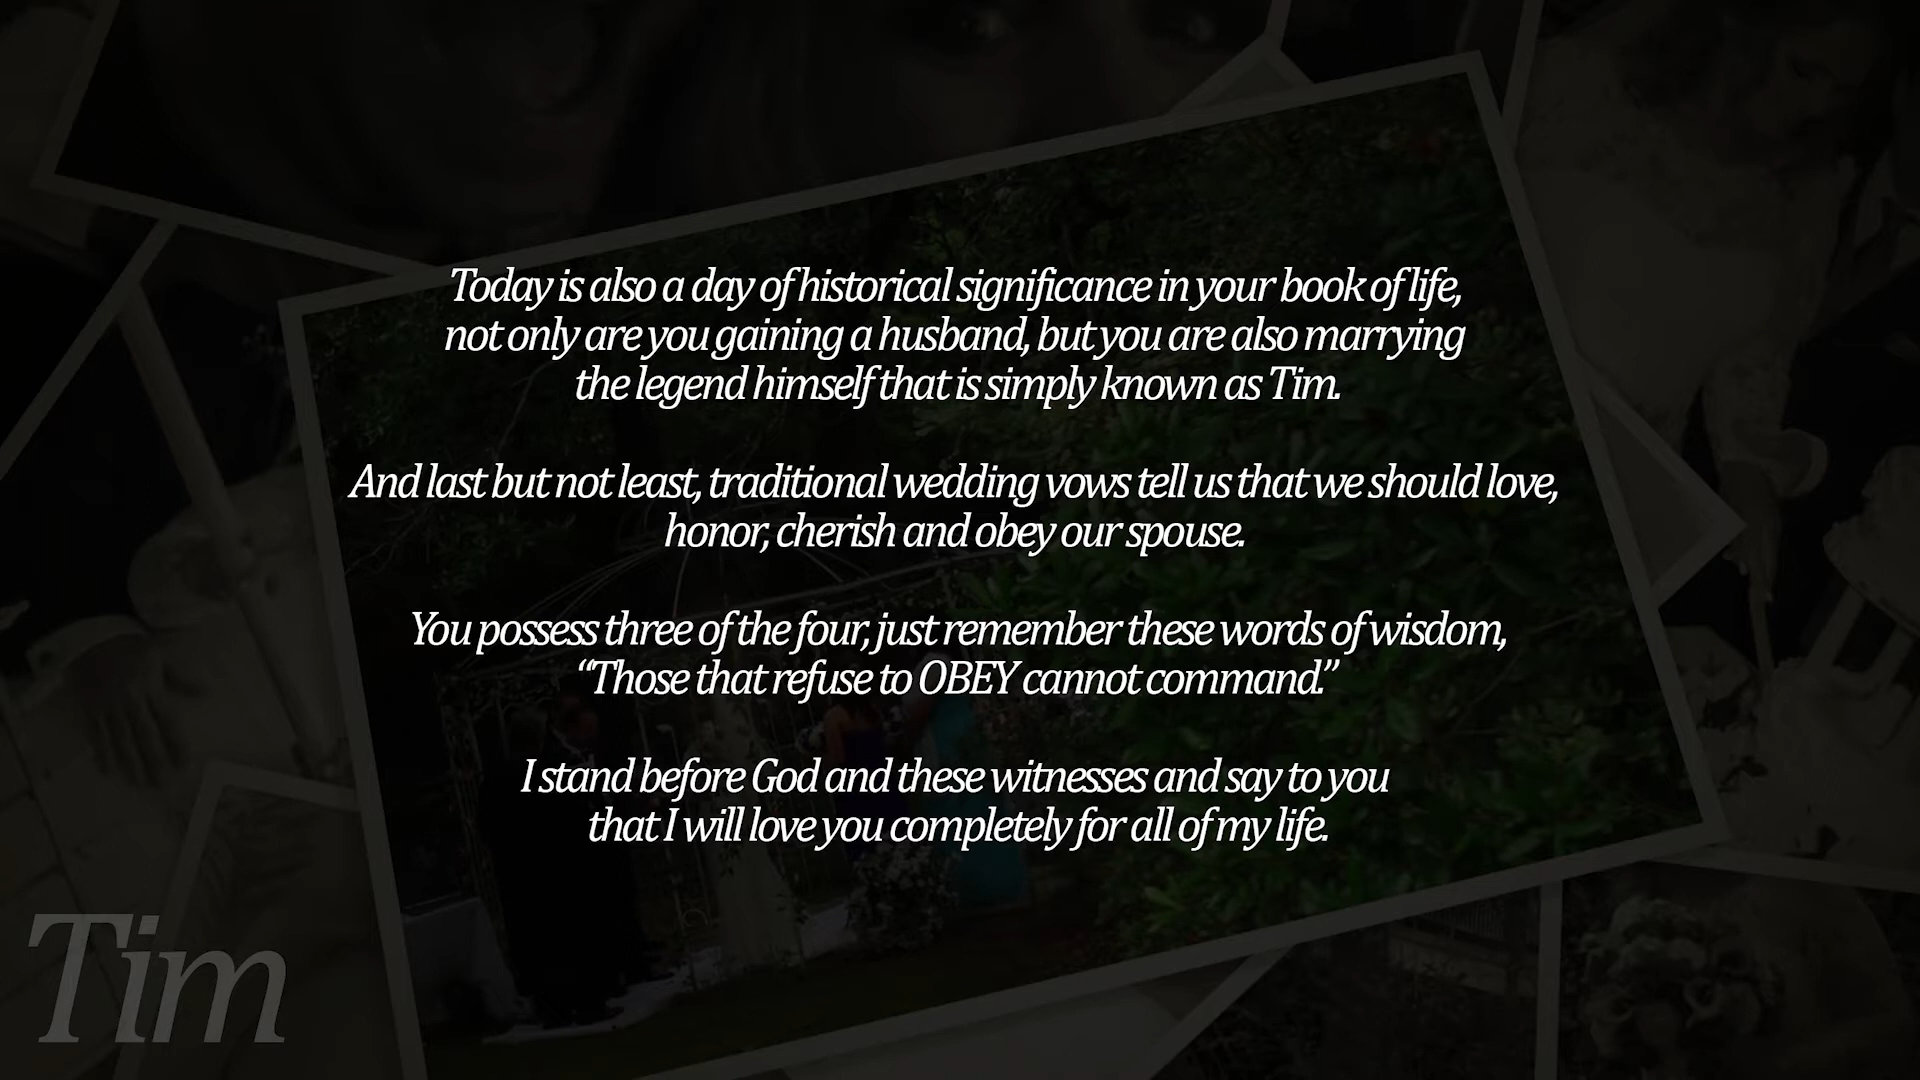 Today is also a day of historical significance in your book of life,
not only are you gaining a husband, but you are also marrying
the legend himself that is simply known as Tim.
And last but not least, traditional wedding vows tell us that we should love,
honor, cherish and obey our spouse.
You possess three of the four, just remember these words of wisdom,
“Those that refuse to OBEY cannot command.”
I stand before God and these witnesses and say to you
that I will love you completely for all of my life.
Tim